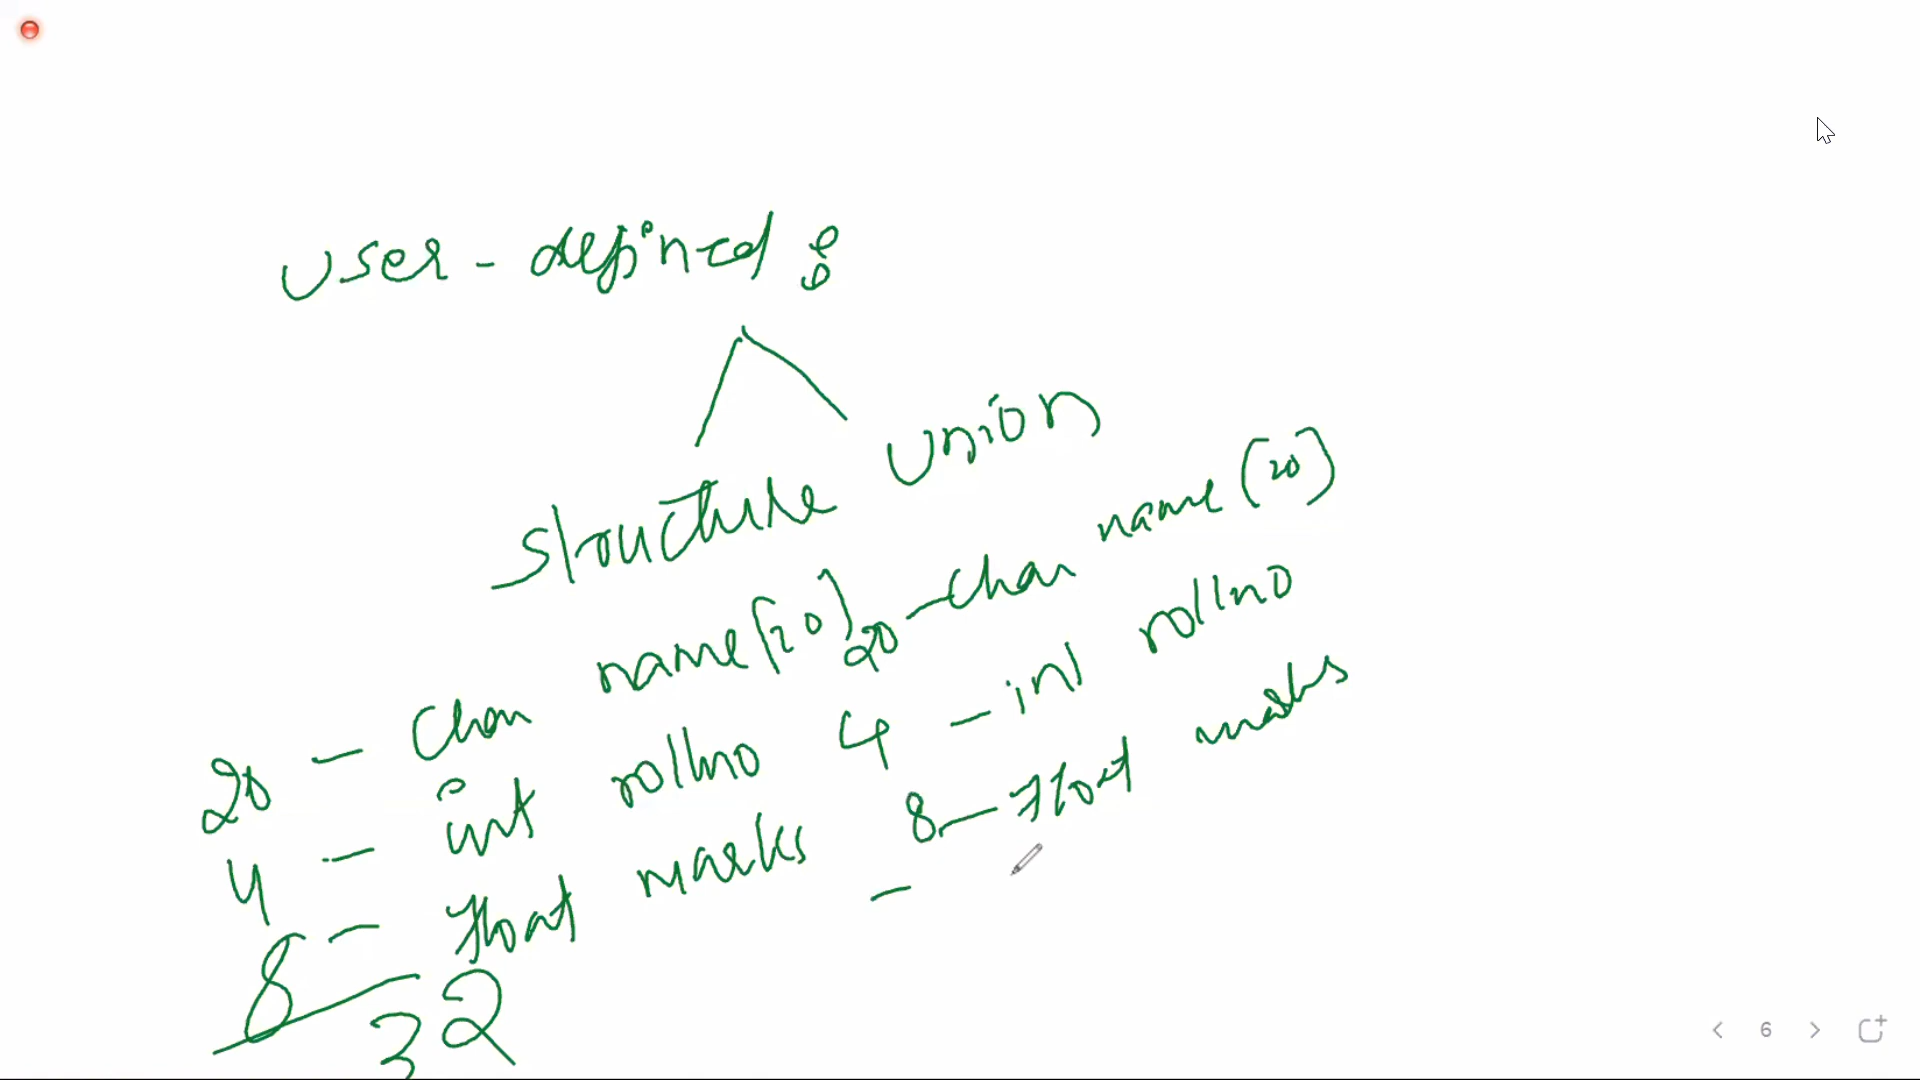 User-defined :
Structure
Union
20 - Char name[20]
4 - int rollno
8 - float marks
32
20 - Char name[20]
4 - int rollno
8 - float marks
-
6